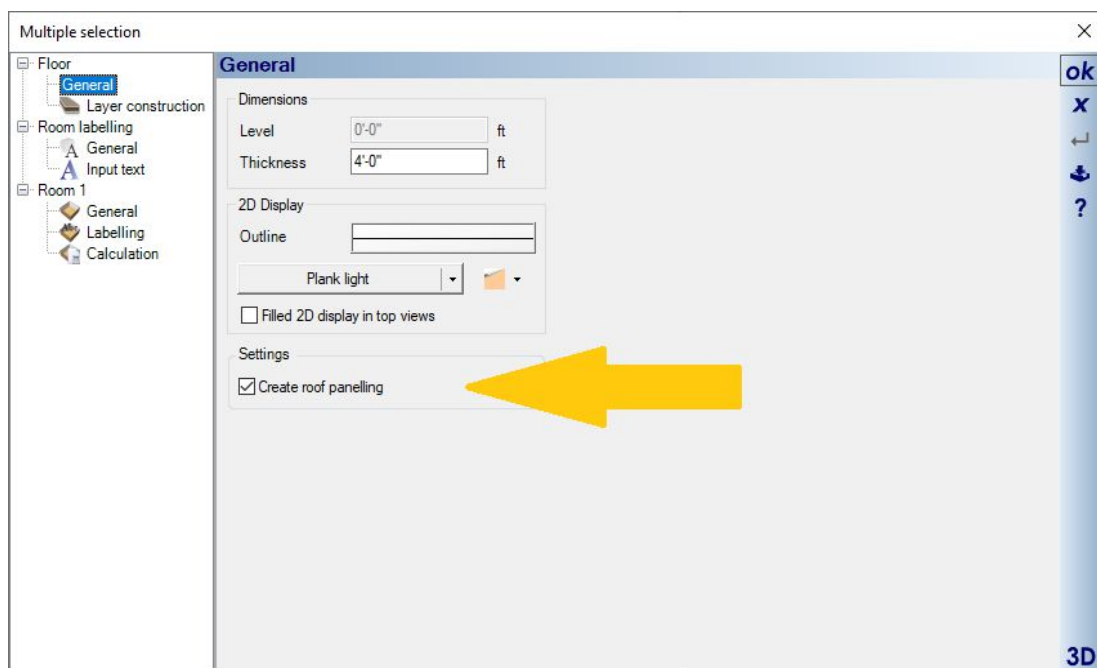 Multiple selection
Floor
General
Layer construction
Room labelling
General
Input text
Room 1
General
Labelling
Calculation
General
Dimensions
Level 0'-0" ft
Thickness 4'-0" ft
2D Display
Outline
Plank light
Filled 2D display in top views
Settings
Create roof panelling
ok
x
?
3D